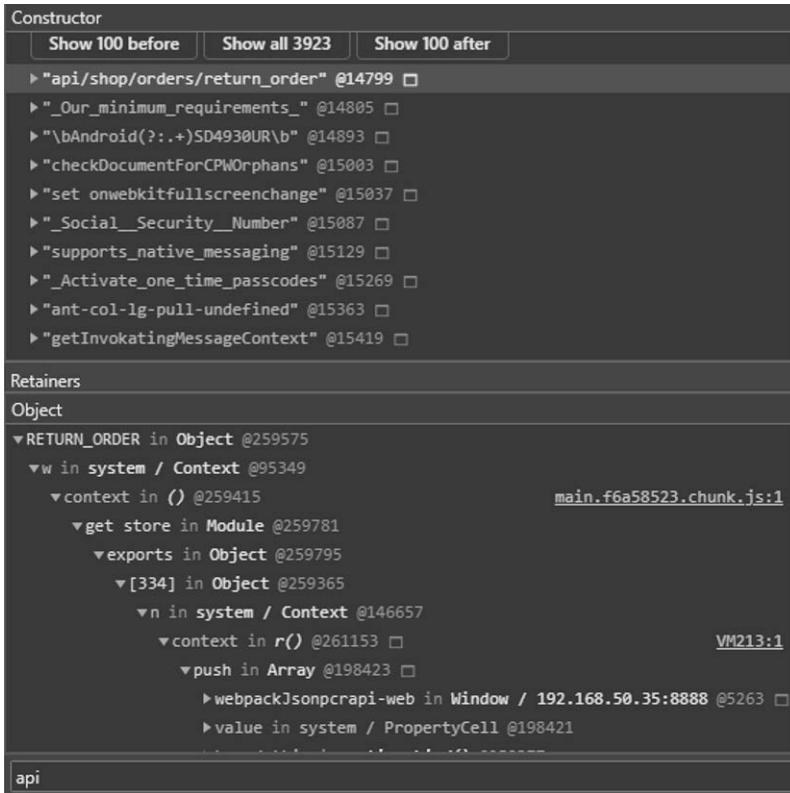 Constructor
Show 100 before Show all 3923 Show 100 after
"api/shop/orders/return_order" @14799
"_Our_minimum_requirements_" @14805
"\bAndroid(?:.+)SD4930UR\b" @14893
"checkDocumentForCPWOrphans" @15003
"set onwebkitfullscreenchange" @15037
"_Social__Security__Number" @15087
"supports_native_messaging" @15129
"_Activate_one_time_passcodes" @15269
"ant-col-lg-pull-undefined" @15363
"getInvokatingMessageContext" @15419
Retainers
Object
RETURN_ORDER in Object @259575
w in system / Context @95349
context in () @259415 main.f6a58523.chunk.js:1
get store in Module @259781
exports in Object @259795
[334] in Object @259365
n in system / Context @146657
context in r() @261153 VM213:1
push in Array @198423
webpackJsonpcrapi-web in Window / 192.168.50.35:8888 @5263
value in system / PropertyCell @198421
api